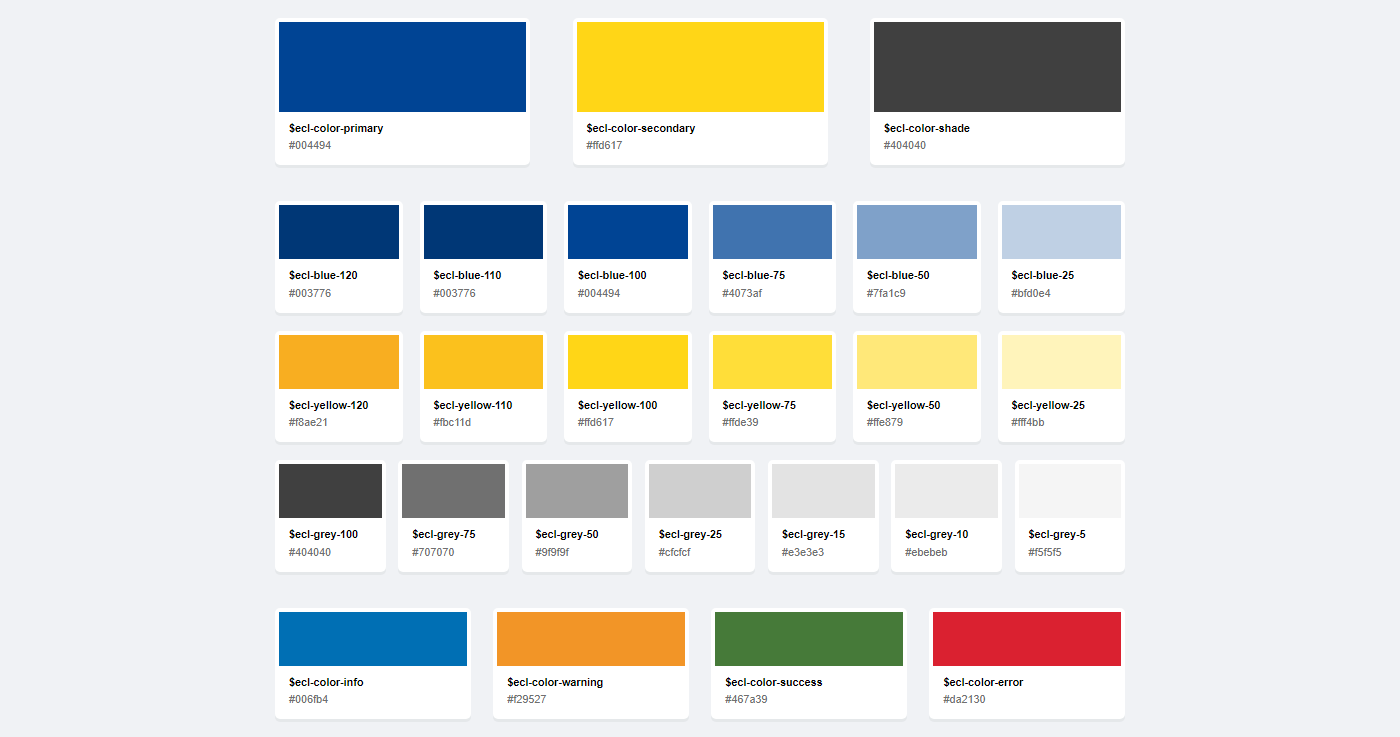 $ecl-color-primary
#004494
$ecl-color-secondary
#ffd617
$ecl-color-shade
#404040
$ecl-blue-120
#003776
$ecl-blue-110
#003776
$ecl-blue-100
#004494
$ecl-blue-75
#4073af
$ecl-blue-50
#7fa1c9
$ecl-blue-25
#bfd0e4
$ecl-yellow-120
#f8ae21
$ecl-yellow-110
#fbc11d
$ecl-yellow-100
#ffd617
$ecl-yellow-75
#ffde39
$ecl-yellow-50
#ffe879
$ecl-yellow-25
#fff4bb
$ecl-grey-100
#404040
$ecl-grey-75
#707070
$ecl-grey-50
#9f9f9f
$ecl-grey-25
#cfcfcf
$ecl-grey-15
#e3e3e3
$ecl-grey-10
#ebebeb
$ecl-grey-5
#f5f5f5
$ecl-color-info
#006fb4
$ecl-color-warning
#f29527
$ecl-color-success
#467a39
$ecl-color-error
#da2130